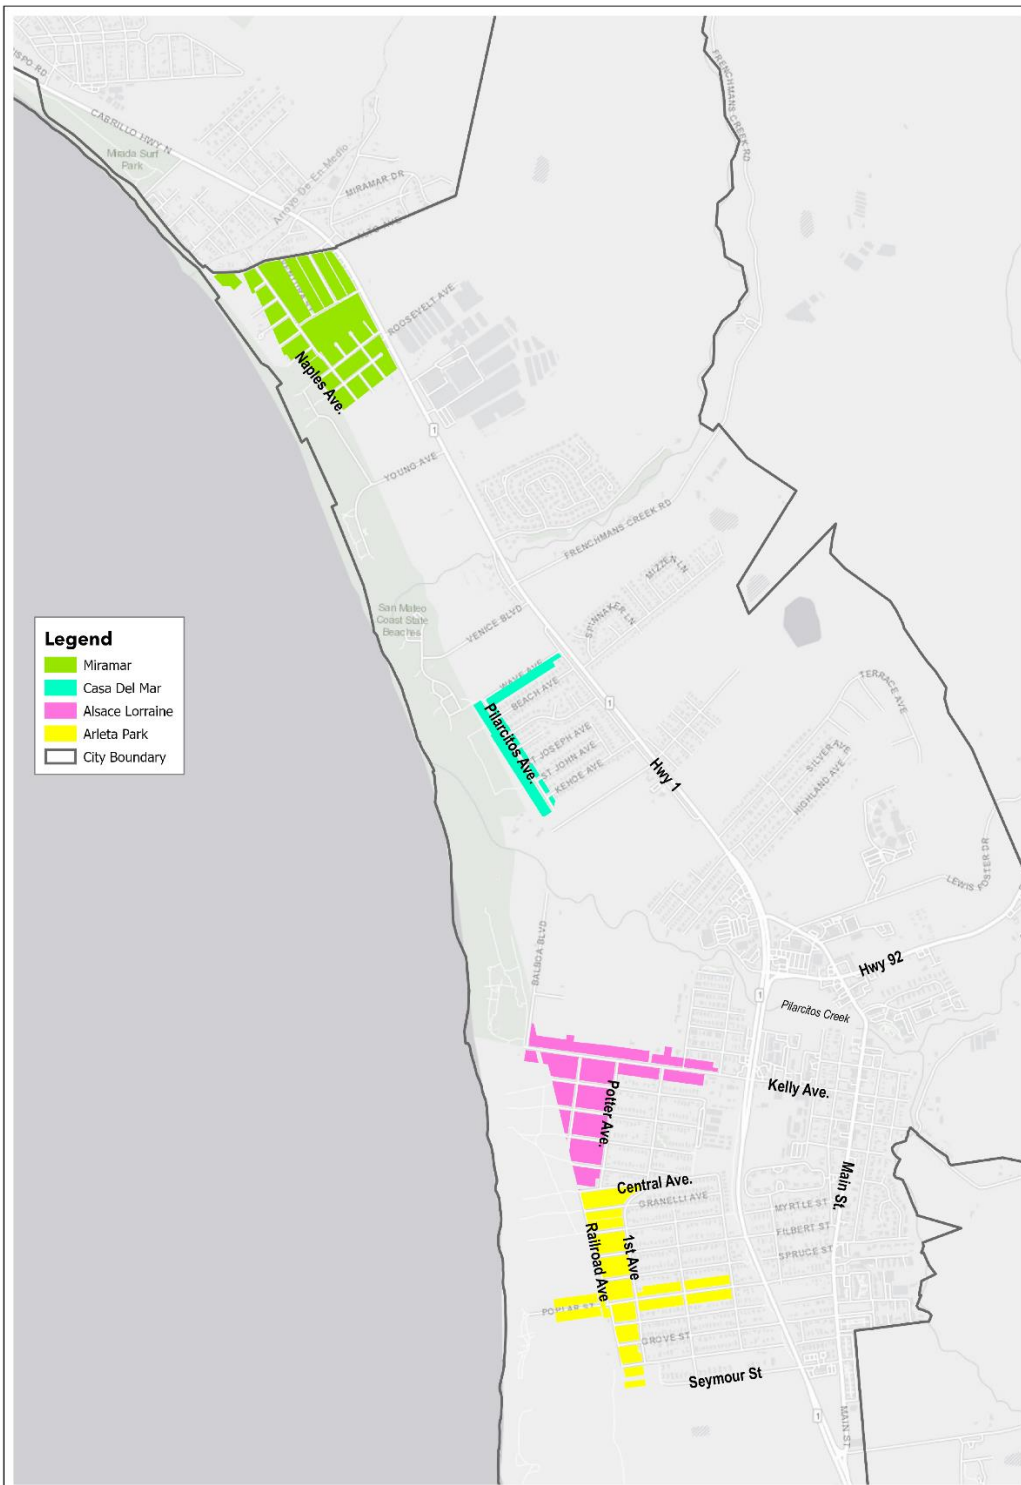 FRENCHMANS CREEK RD
CABRILLO HWY N
Mirada Surf
Park
Arroyo De En Medio
MIRAMAR DR
ROOSEVELT AVE
Naples Ave.
1
YOUNG AVE
FRENCHMANS CREEK RD
MIZZEN LN
SPINNAKER LN
San Mateo
Coast State
Beaches
VENICE BLVD
Legend
Miramar
Casa Del Mar
Alsace Lorraine
Arleta Park
City Boundary
WAVE AVE
BEACH AVE
Pilarcitos Ave.
ST JOSEPH AVE
ST JOHN AVE
KEHOE AVE
1
Hwy 1
TERRACE AVE
SILVER AVE
HIGHLAND AVE
LEWIS FOSTER DR
BALBOA BLVD
Hwy 92
1
Pilarcitos Creek
Kelly Ave.
Potter Ave.
Main St.
Central Ave.
GRANELLI AVE
MYRTLE ST
FILBERT ST
SPRUCE ST
1st Ave
Railroad Ave
POPLAR ST
GROVE ST
Seymour St
1
MAIN ST